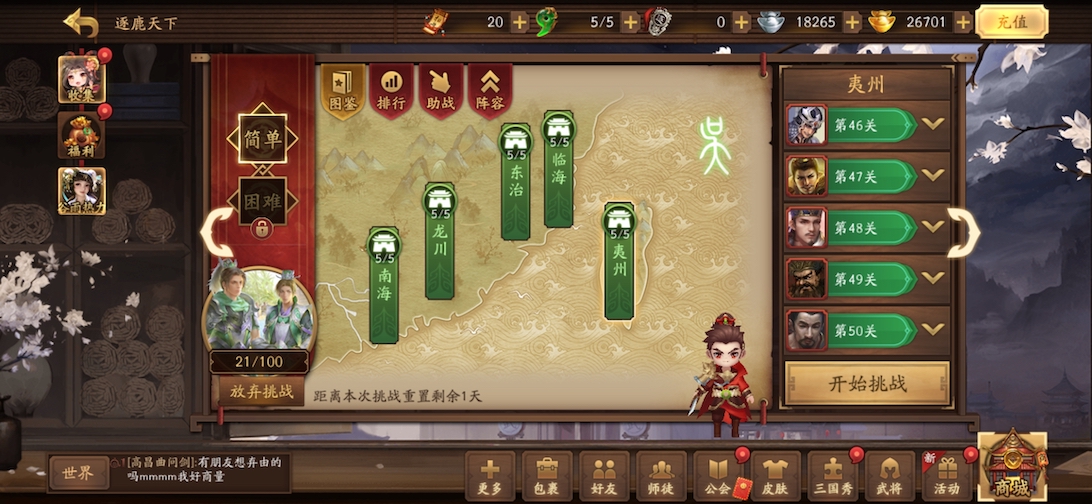 逐鹿天下
20
5/5
0
18265
26701
充值
收集
福利
简单
困难
图鉴
排行
助战
阵容
吴
5/5
南海
5/5
龙川
5/5
东治
5/5
临海
5/5
夷州
夷州
第46关
第47关
第48关
第49关
第50关
开始挑战
21/100
放弃挑战
距离本次挑战重置剩余1天
世界
[高昌曲问剑]:有朋友想弃由的
吗mmmm我好商量
更多
包裹
好友
师徒
公会
皮肤
三国秀
武将
新
活动
商城